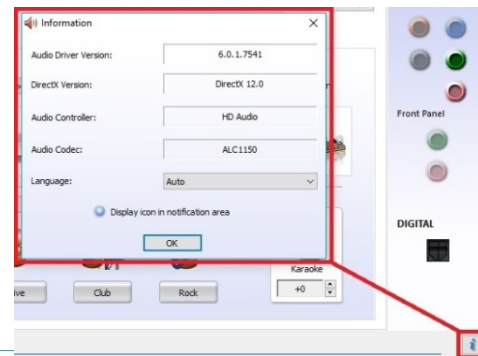 Information
Audio Driver Version: 6.0.1.7541
DirectX Version: DirectX 12.0
Audio Controller: HD Audio
Audio Codec: ALC1150
Language: Auto
Display icon in notification area
OK
Front Panel
DIGITAL
Karaoke
Club Rock +0